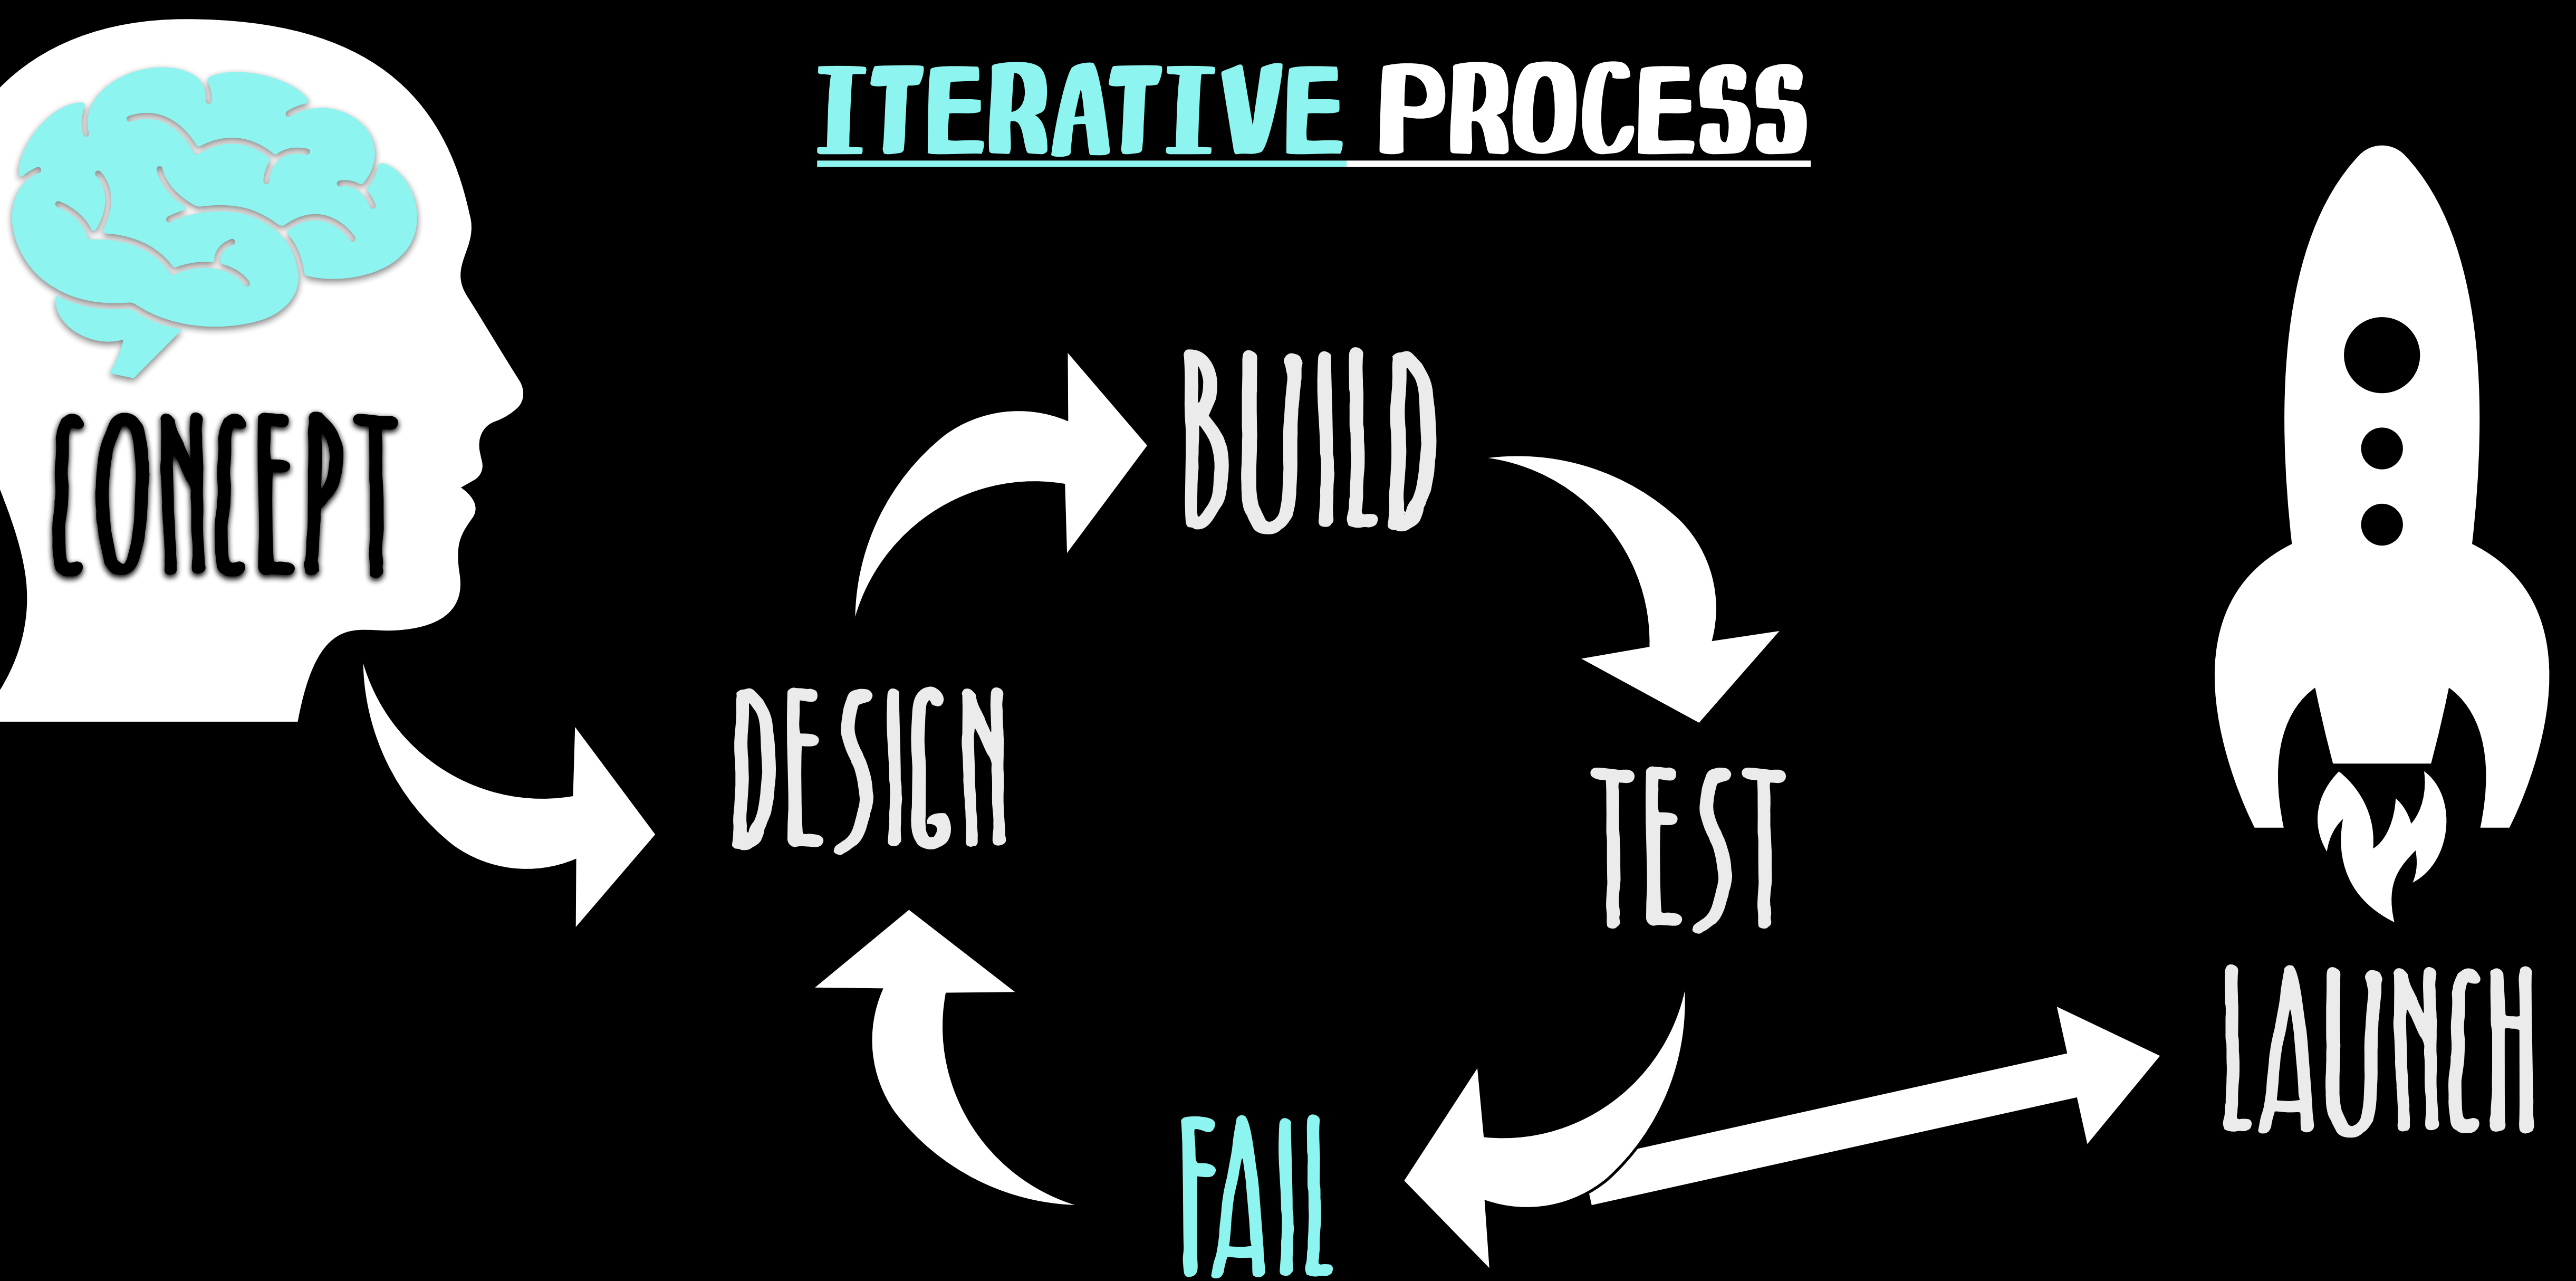 ITERATIVE PROCESS
CONCEPT
DESIGN
BUILD
TEST
FAIL
LAUNCH